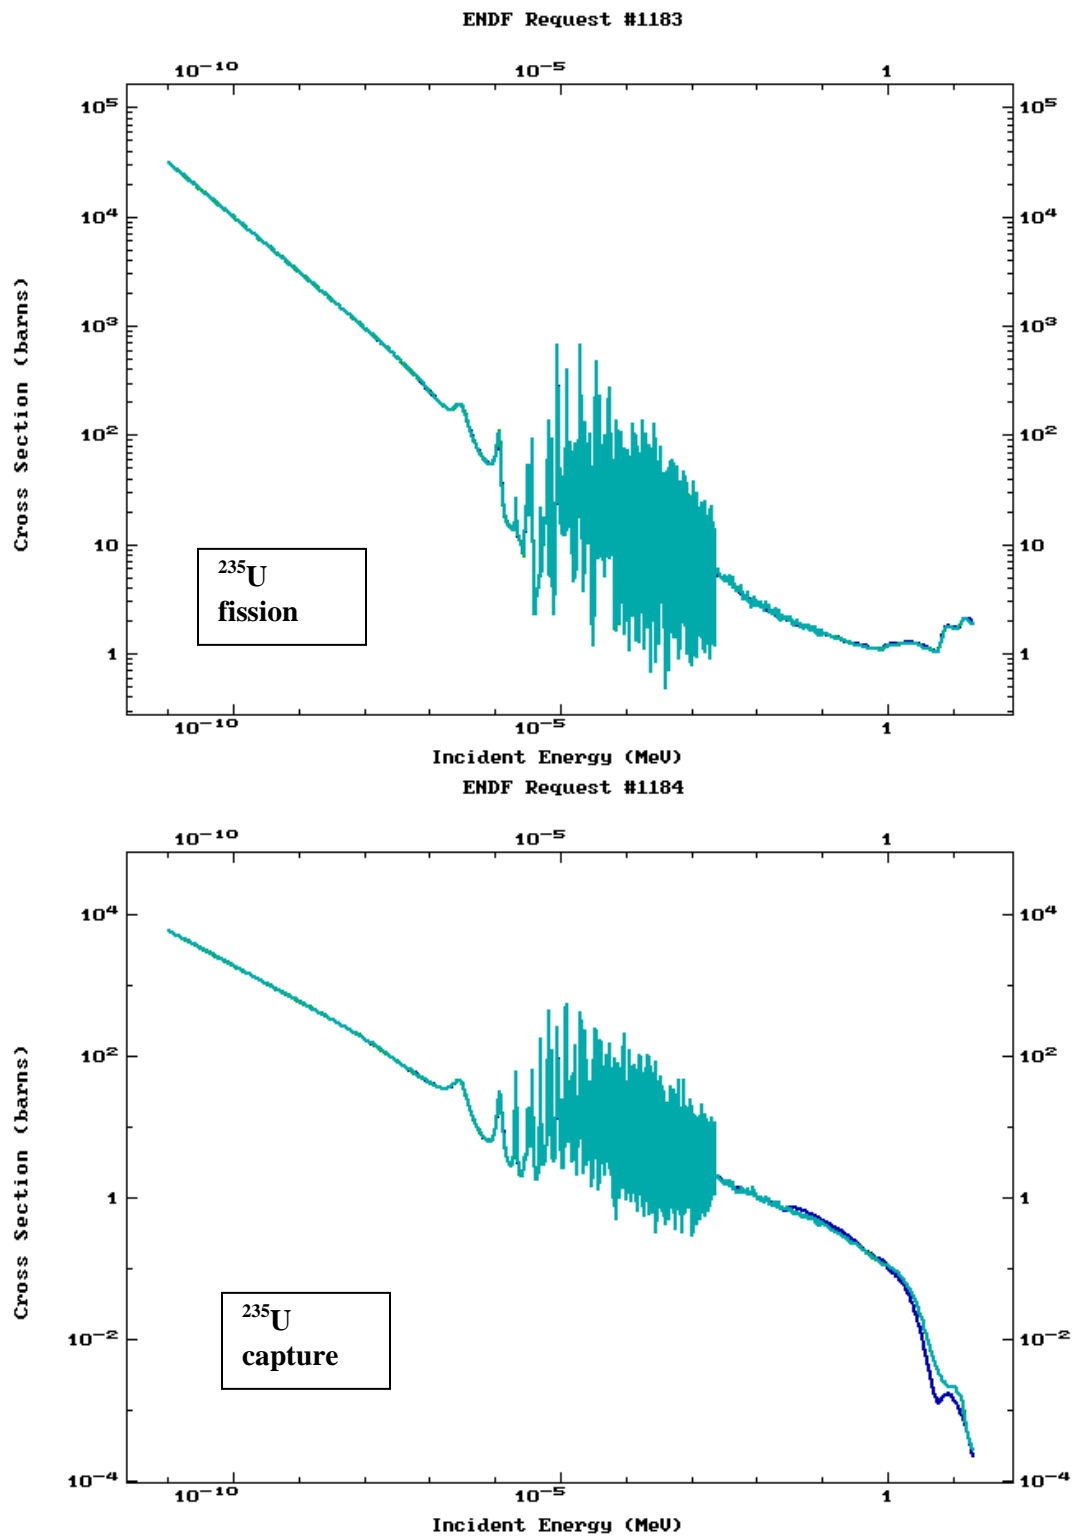 ENDF Request #1183
10⁻¹⁰ 10⁻⁵ 1
10⁵ 10⁵
10⁴ 10⁴
10³ 10³
10² 10²
10 10
1 1
Cross Section (barns)
²³⁵U
fission
10⁻¹⁰ 10⁻⁵ 1
Incident Energy (MeV)
ENDF Request #1184
10⁻¹⁰ 10⁻⁵ 1
10⁴ 10⁴
10² 10²
1 1
10⁻² 10⁻²
10⁻⁴ 10⁻⁴
Cross Section (barns)
²³⁵U
capture
10⁻¹⁰ 10⁻⁵ 1
Incident Energy (MeV)